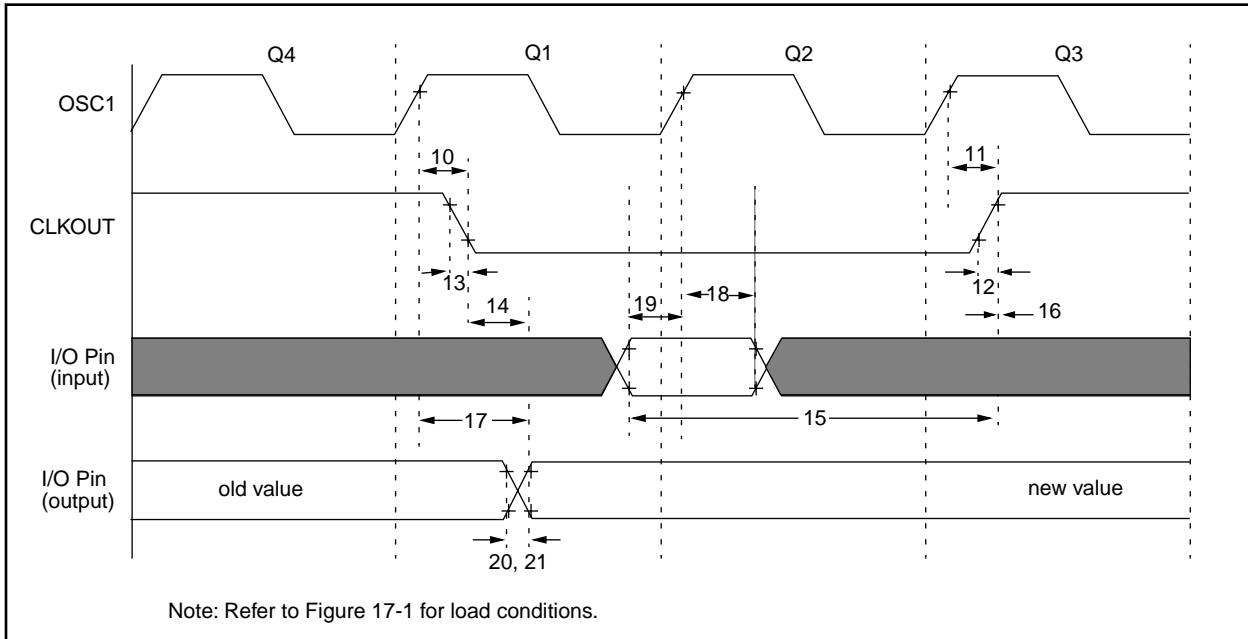 Q4 Q1 Q2 Q3
OSC1
10 11
CLKOUT
13 12
19 18
14 16
I/O Pin
(input)
17 15
I/O Pin
(output)
old value new value
20, 21
Note: Refer to Figure 17-1 for load conditions.